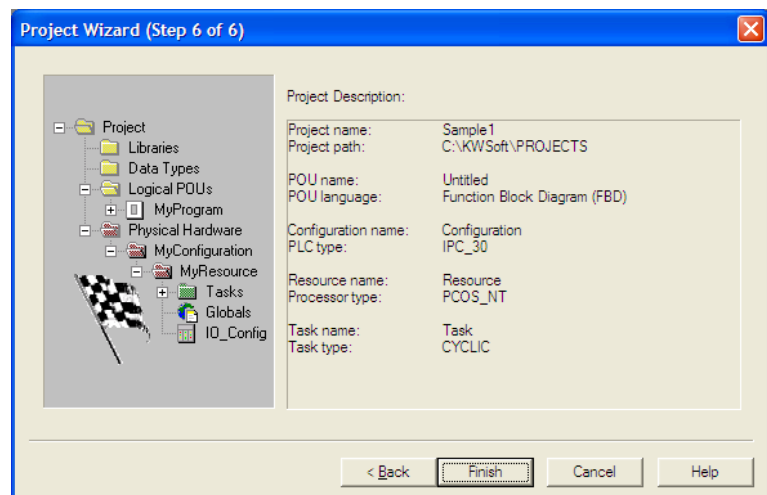 Project Wizard (Step 6 of 6)
Project
Libraries
Data Types
Logical POUs
MyProgram
Physical Hardware
MyConfiguration
MyResource
Tasks
Globals
IO_Config
Project Description:
Project name: Sample1
Project path: C:\KWSoft\PROJECTS
POU name: Untitled
POU language: Function Block Diagram (FBD)
Configuration name: Configuration
PLC type: IPC_30
Resource name: Resource
Processor type: PCOS_NT
Task name: Task
Task type: CYCLIC
< Back Finish Cancel Help